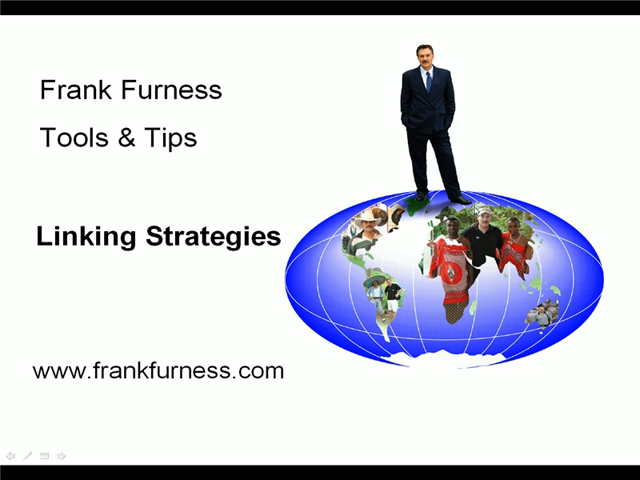 Frank Furness
Tools & Tips
Linking Strategies
www.frankfurness.com